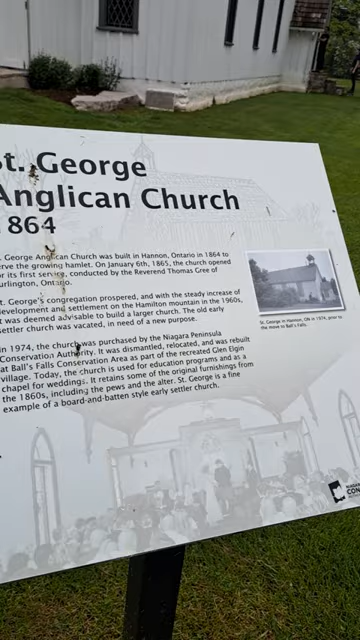 St. George
Anglican Church
1864
St. George Anglican Church was built in Hannon, Ontario in 1864 to
serve the growing hamlet. On January 6th, 1865, the church opened
for its first service, conducted by the Reverend Thomas Gree of
Burlington, Ontario.
St. George's congregation prospered, and with the steady increase of
development and settlement on the Hamilton mountain in the 1960s,
it was deemed advisable to build a larger church. The old early
settler church was vacated, in need of a new purpose.
In 1974, the church was purchased by the Niagara Peninsula
Conservation Authority. It was dismantled, relocated, and was rebuilt
at Ball's Falls Conservation Area as part of the recreated Glen Elgin
village. Today, the church is used for education programs and as a
chapel for weddings. It retains some of the original furnishings from
the 1860s, including the pews and the alter. St. George is a fine
example of a board-and-batten style early settler church.
St. George in Hannon, ON in 1974, prior to
the move to Ball's Falls.